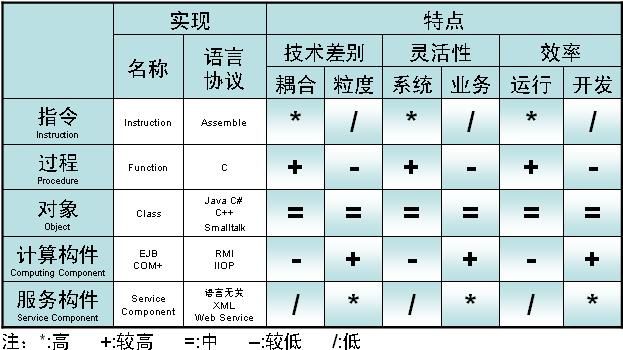 实现 特点
名称 语言 协议 技术差别 灵活性 效率
耦合 粒度 系统 业务 运行 开发
指令 Instruction Instruction Assemble * / * / * /
过程 Procedure Function C + - + - + -
对象 Object Class Java C# C++ Smalltalk = = = = = =
计算构件 Computing Component EJB COM+ RMI IIOP - + - + - +
服务构件 Service Component Service Component 语言无关 XML Web Service / * / * / *
注：*:高 +:较高 =:中 –:较低 /:低